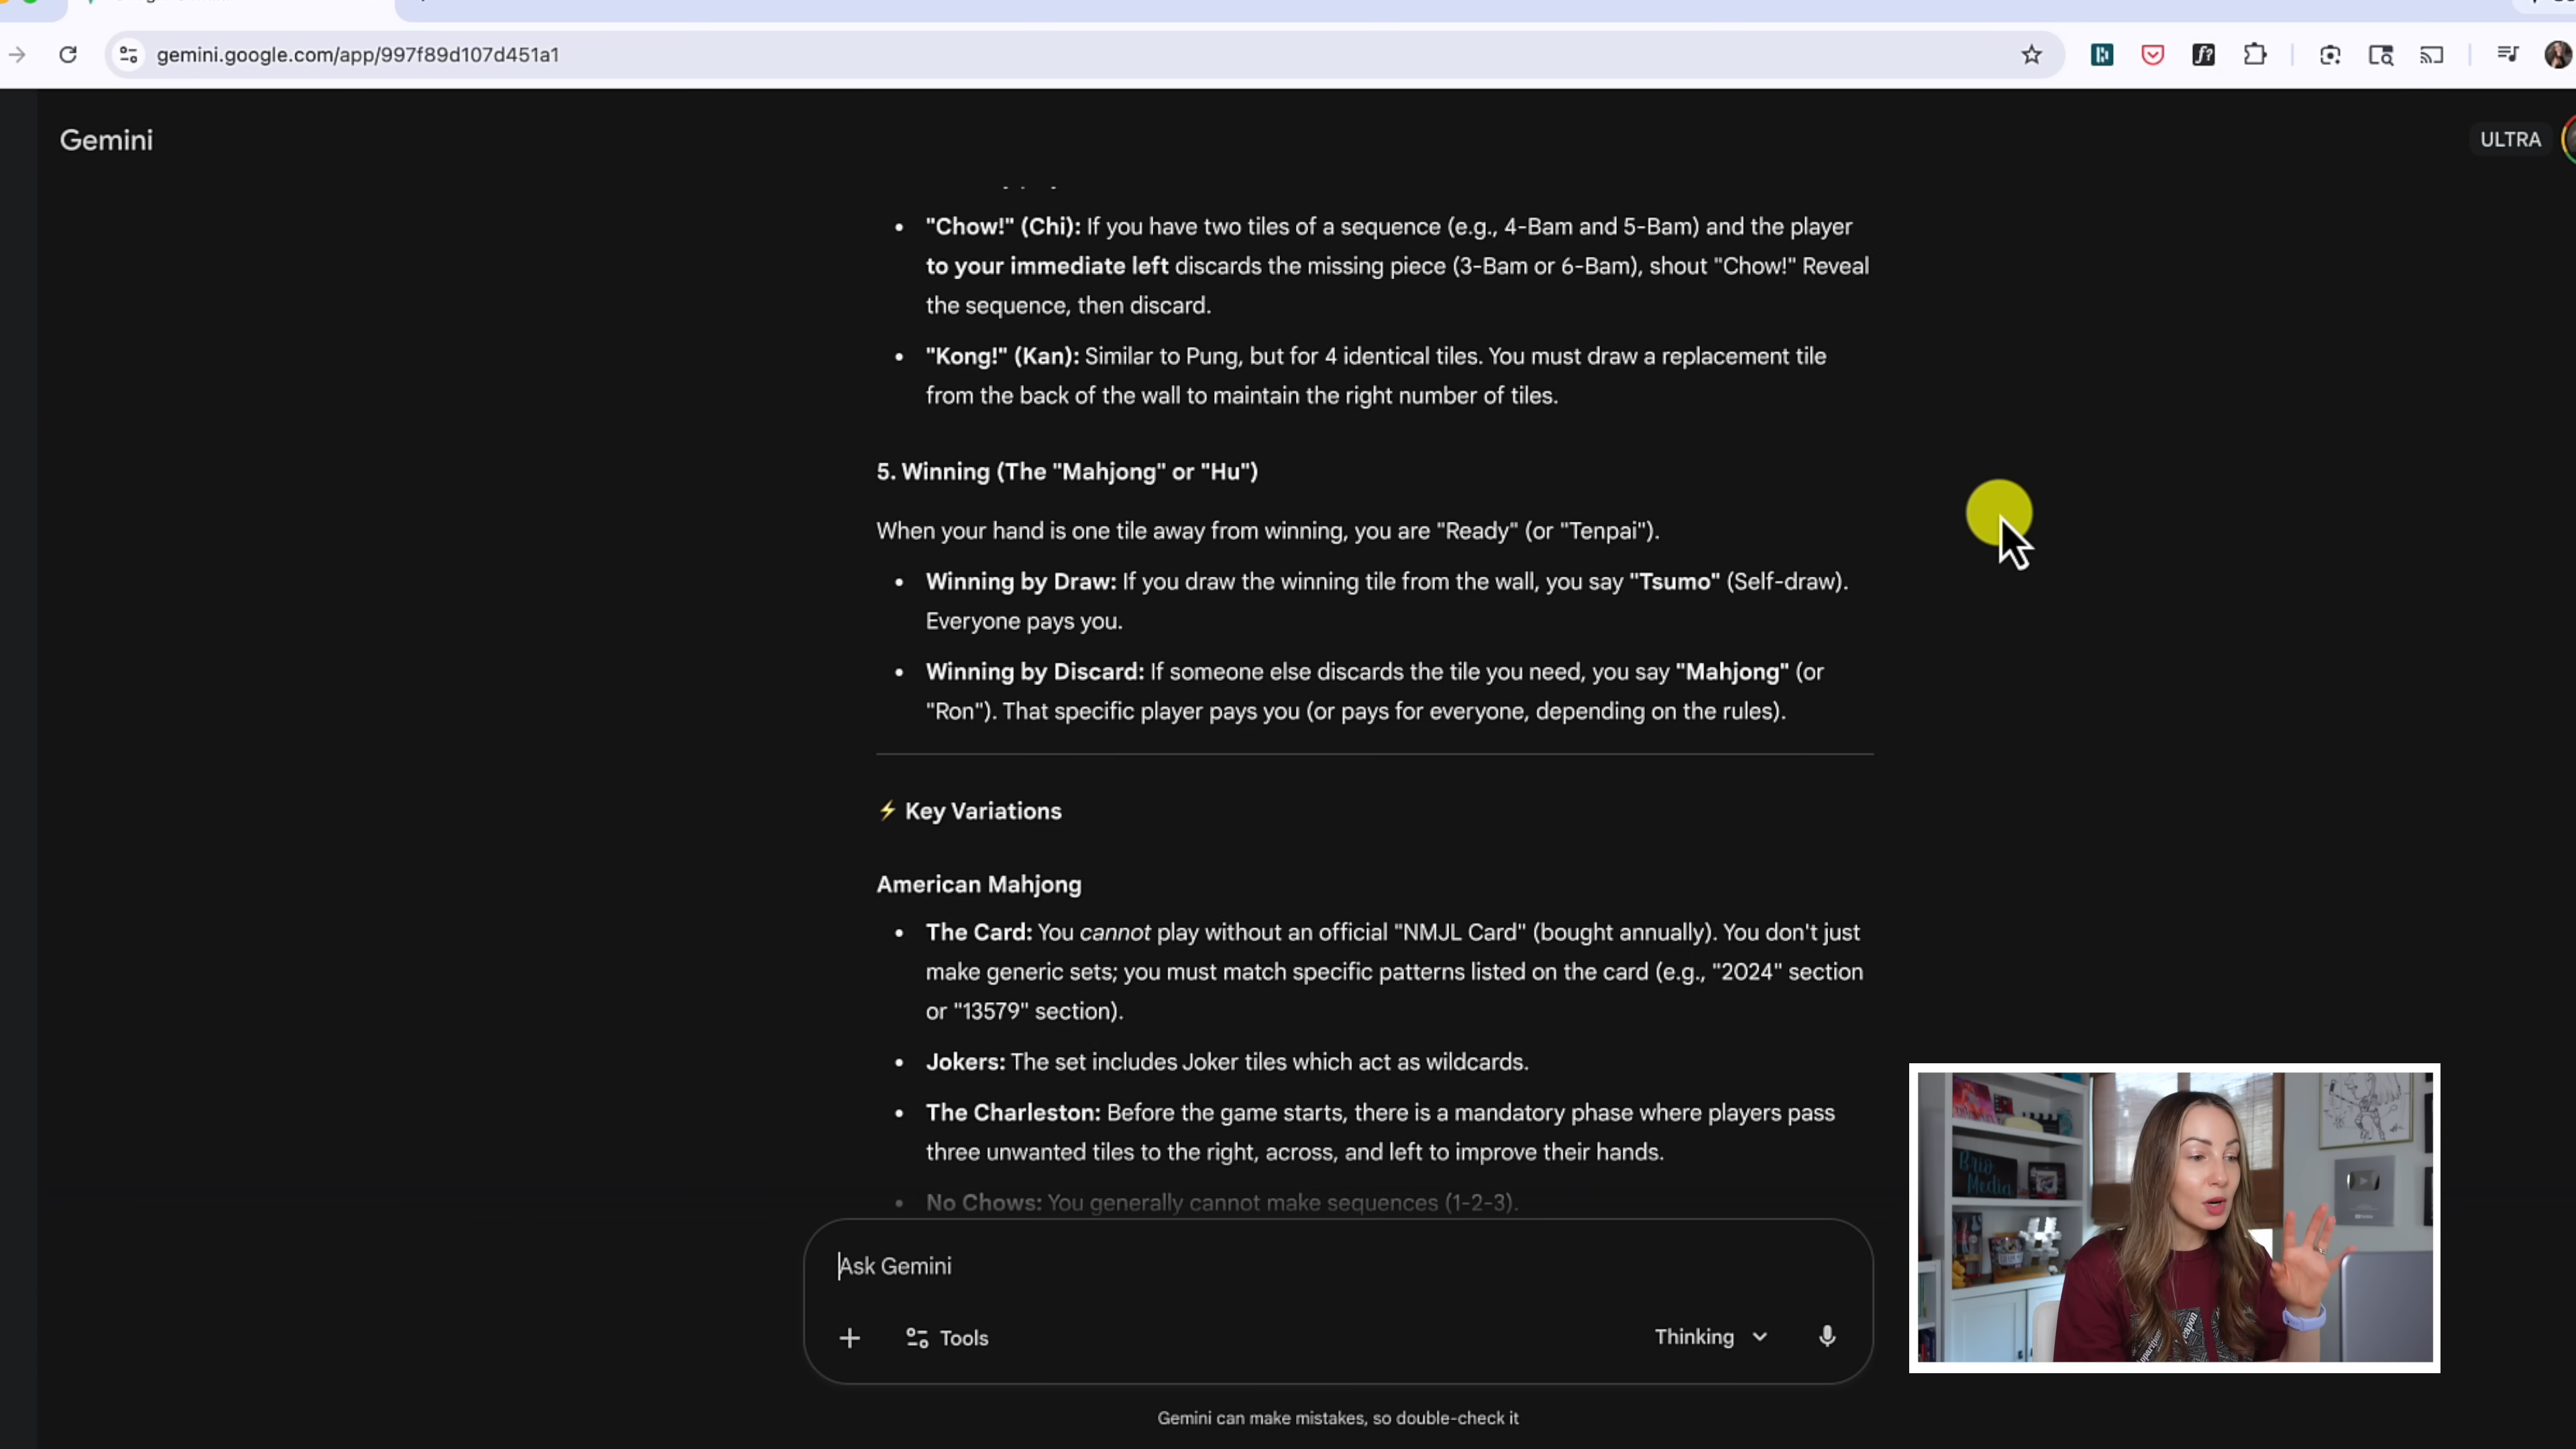 gemini.google.com/app/997f89d107d451a1
Gemini
ULTRA
• "Chow!" (Chi): If you have two tiles of a sequence (e.g., 4-Bam and 5-Bam) and the player
to your immediate left discards the missing piece (3-Bam or 6-Bam), shout "Chow!" Reveal
the sequence, then discard.
• "Kong!" (Kan): Similar to Pung, but for 4 identical tiles. You must draw a replacement tile
from the back of the wall to maintain the right number of tiles.
5. Winning (The "Mahjong" or "Hu")
When your hand is one tile away from winning, you are "Ready" (or "Tenpai").
• Winning by Draw: If you draw the winning tile from the wall, you say "Tsumo" (Self-draw).
Everyone pays you.
• Winning by Discard: If someone else discards the tile you need, you say "Mahjong" (or
"Ron"). That specific player pays you (or pays for everyone, depending on the rules).
⚡ Key Variations
American Mahjong
• The Card: You cannot play without an official "NMJL Card" (bought annually). You don't just
make generic sets; you must match specific patterns listed on the card (e.g., "2024" section
or "13579" section).
• Jokers: The set includes Joker tiles which act as wildcards.
• The Charleston: Before the game starts, there is a mandatory phase where players pass
three unwanted tiles to the right, across, and left to improve their hands.
• No Chows: You generally cannot make sequences (1-2-3).
Ask Gemini
Tools
Thinking
Gemini can make mistakes, so double-check it
Brio
Media